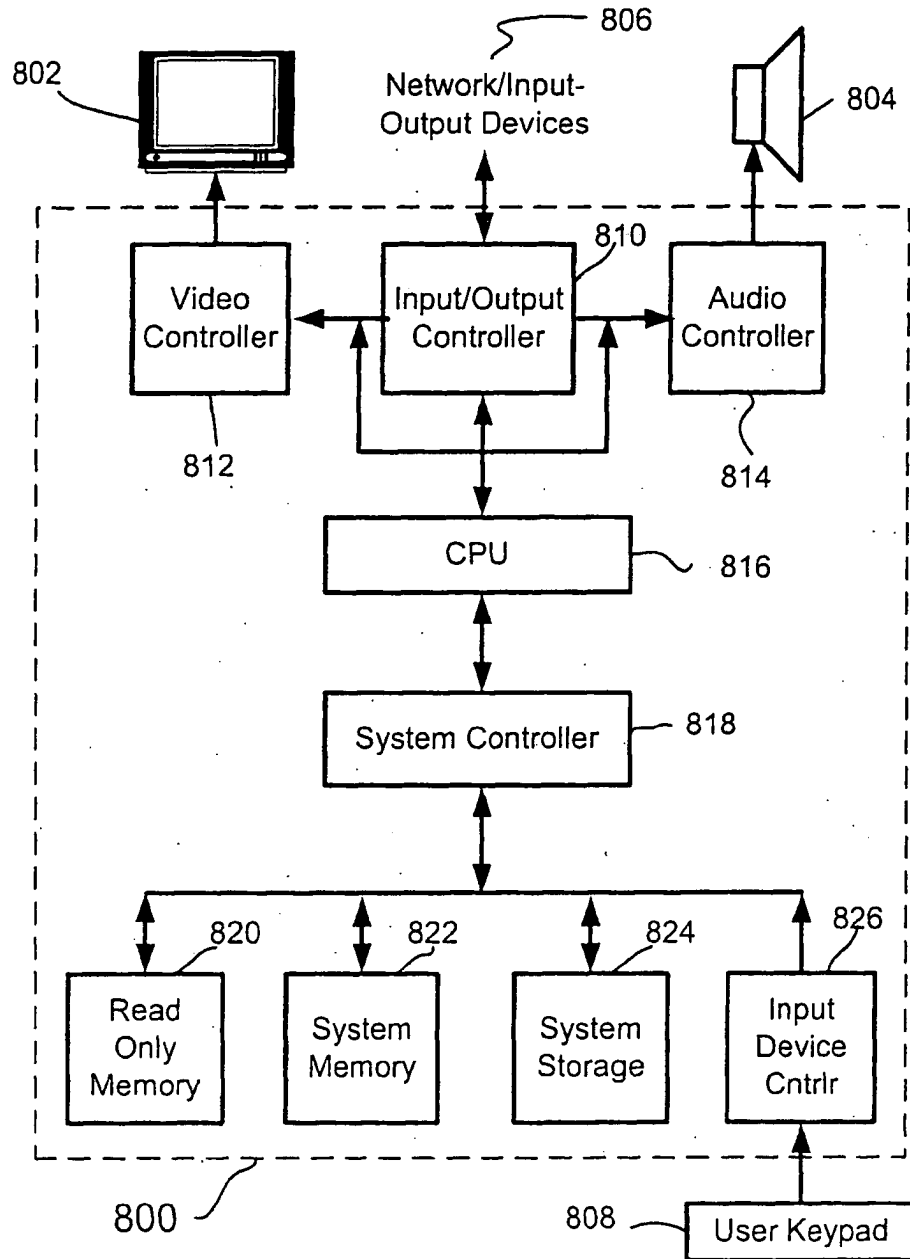 806
802
Network/Input-
Output Devices
804
810
Video
Controller
Input/Output
Controller
Audio
Controller
812
814
CPU
816
System Controller
818
820
822
824
826
Read
Only
Memory
System
Memory
System
Storage
Input
Device
Cntrlr
800
808
User Keypad